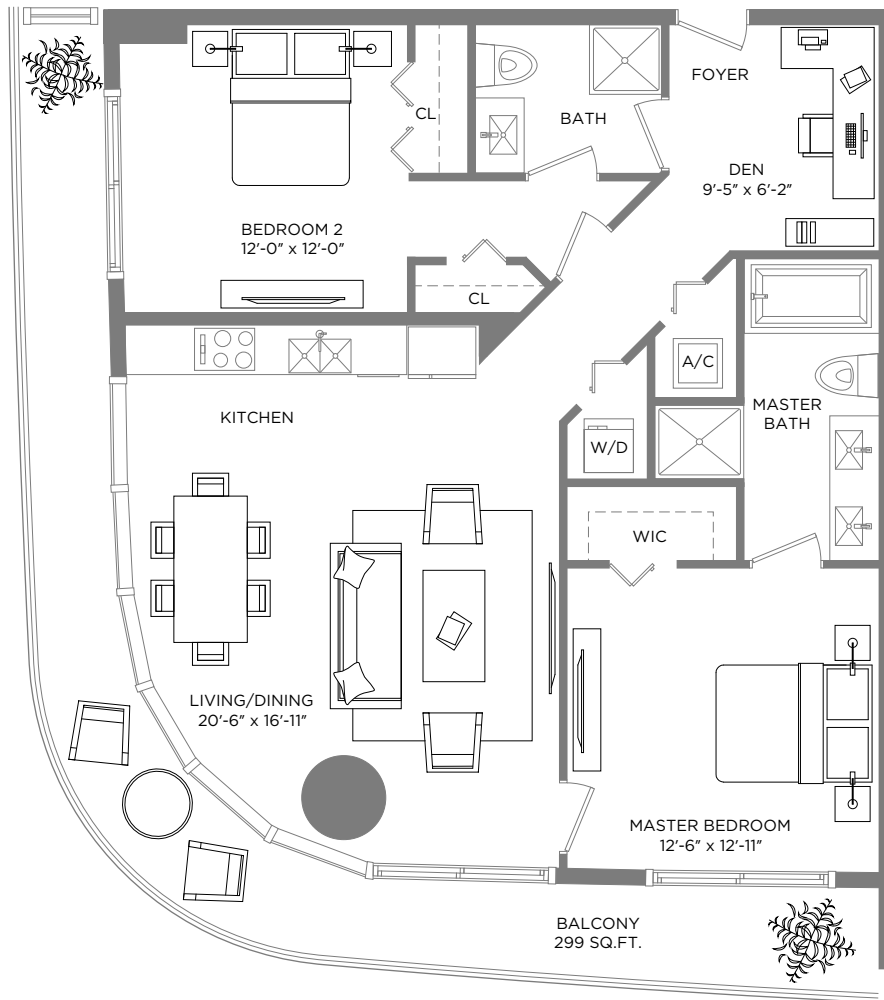 FOYER
CL
BATH
DEN
9'-5" x 6'-2"
BEDROOM 2
12'-0" x 12'-0"
CL
A/C
KITCHEN
MASTER
BATH
W/D
WIC
LIVING/DINING
20'-6" x 16'-11"
MASTER BEDROOM
12'-6" x 12'-11"
BALCONY
299 SQ.FT.